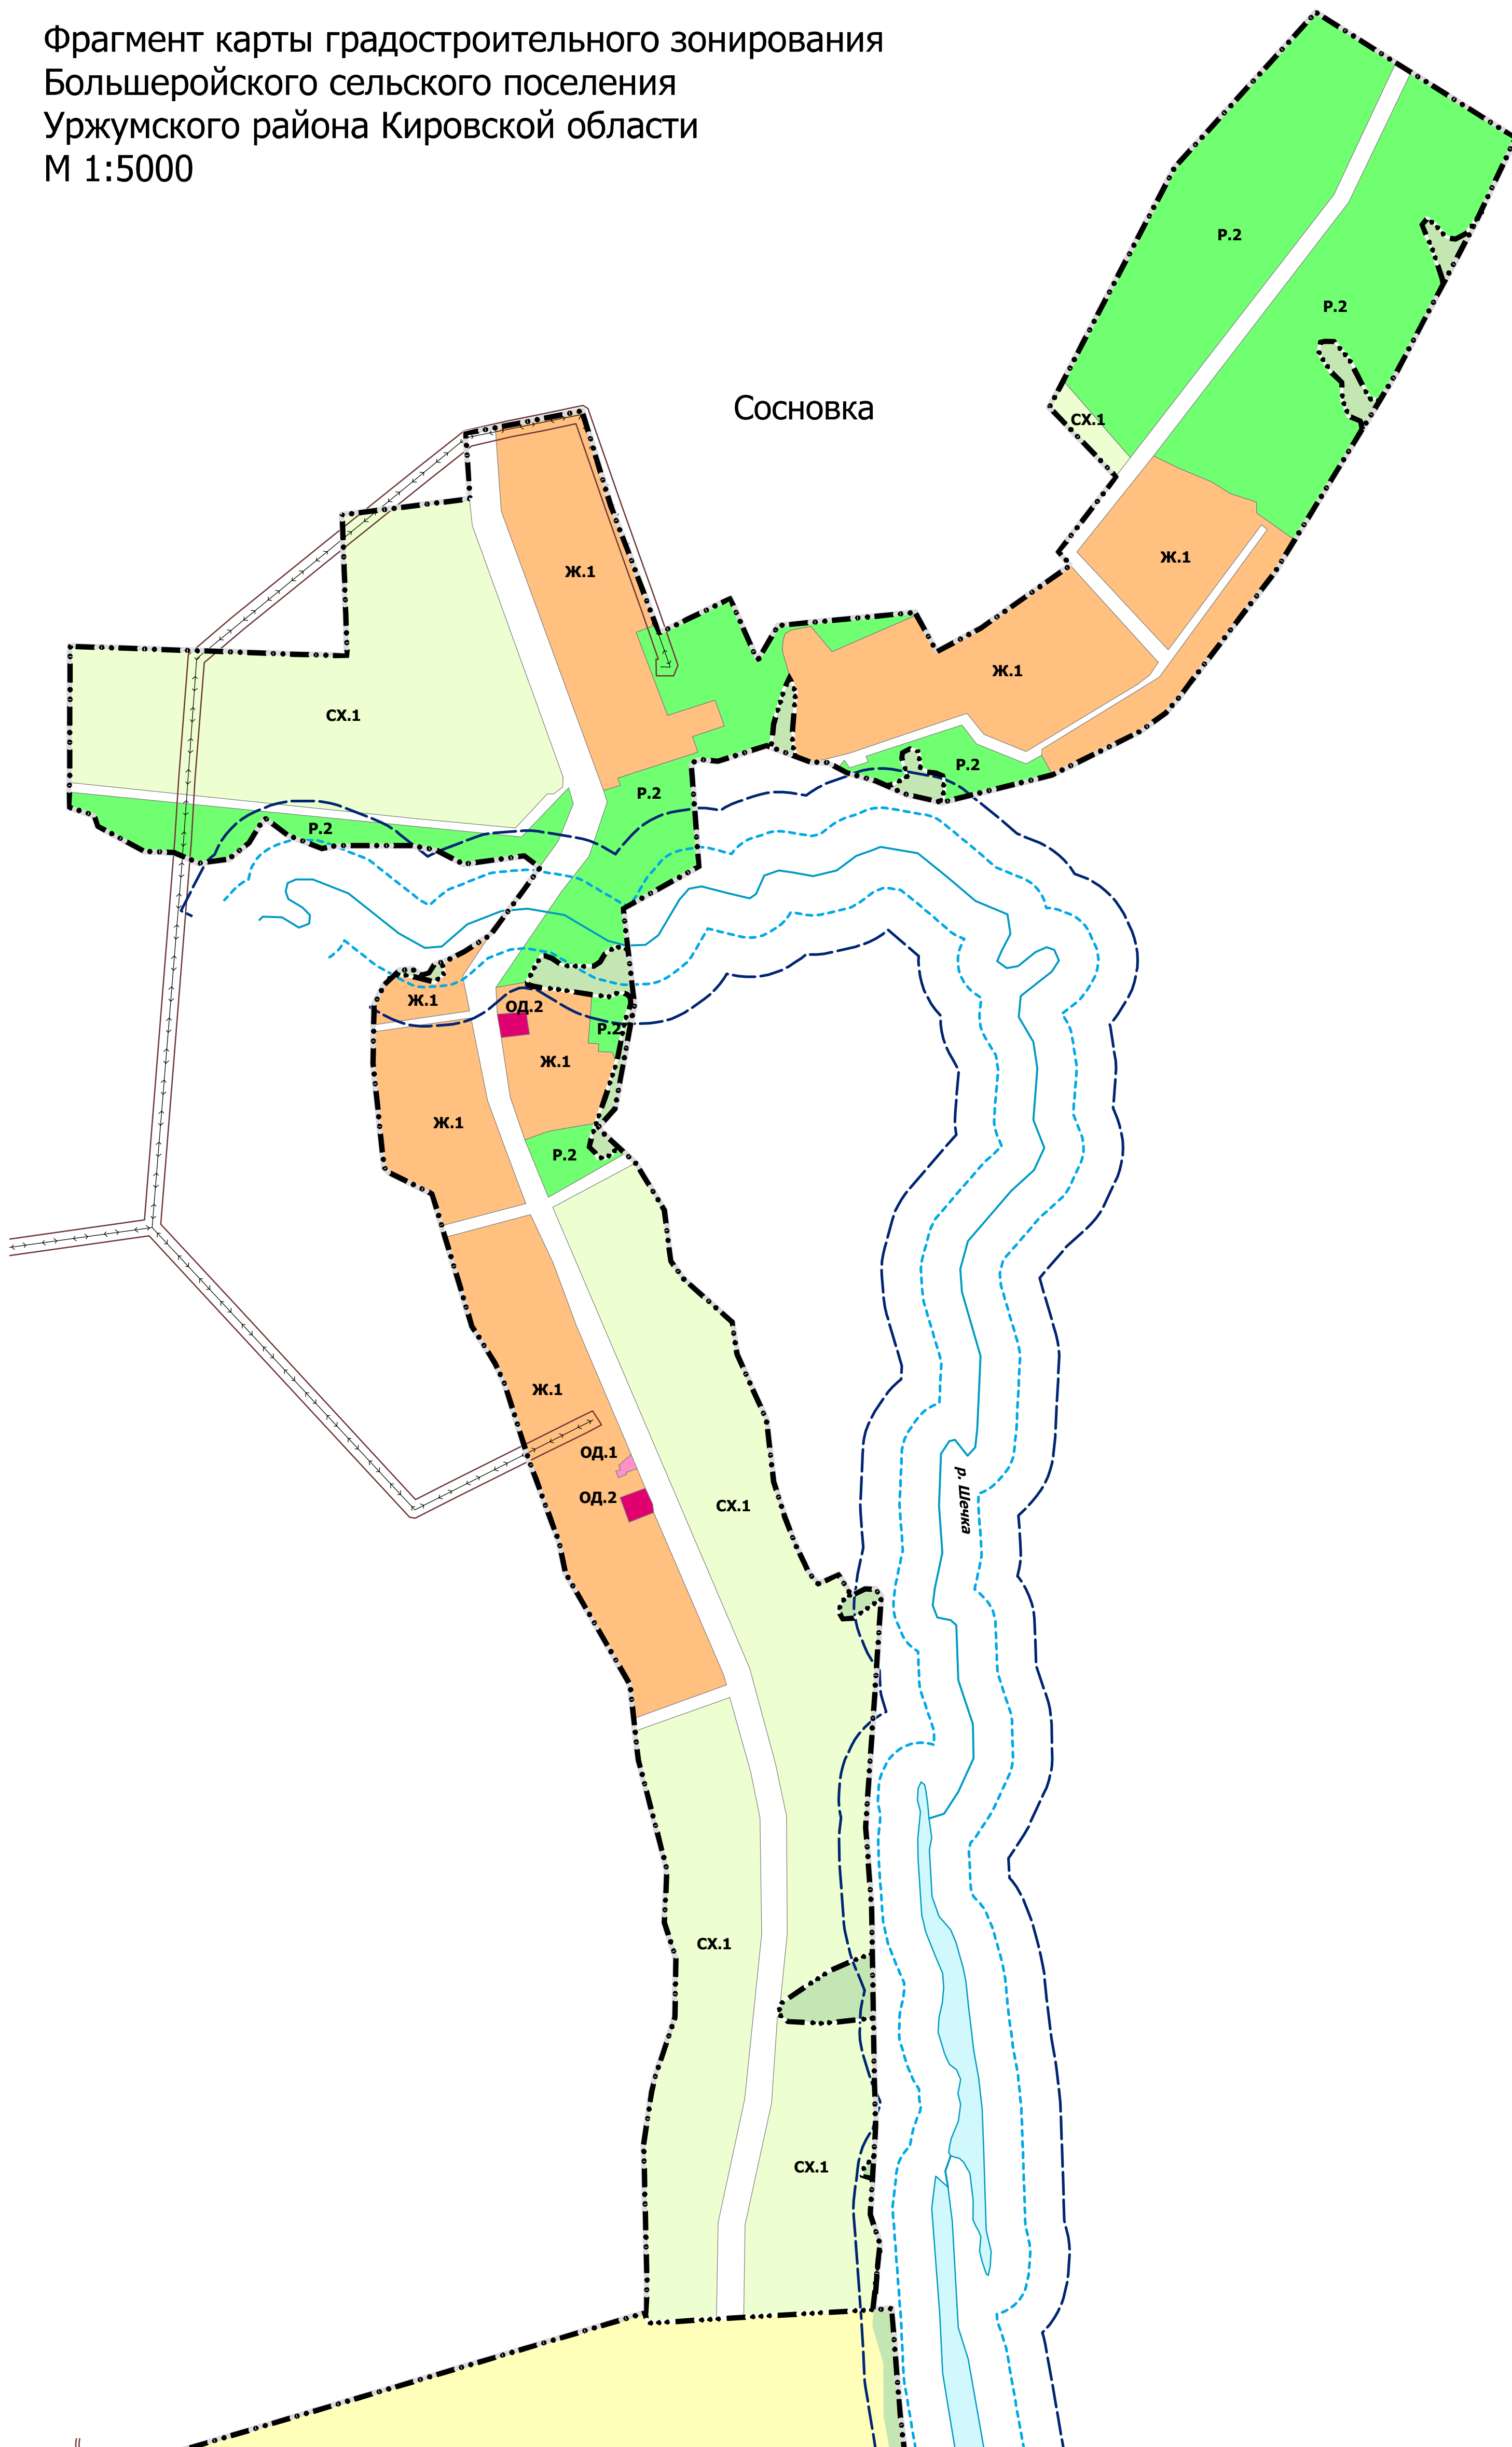 Фрагмент карты градостроительного зонирования
Большеройского сельского поселения
Уржумского района Кировской области
М 1:5000
Р.2
Р.2
Сосновка
СХ.1
Ж.1
Ж.1
Ж.1
СХ.1
Р.2
Р.2
Р.2
Ж.1
ОД.2
Р.2
Ж.1
Ж.1
Р.2
Ж.1
ОД.1
ОД.2
СХ.1
р. Шечка
СХ.1
СХ.1